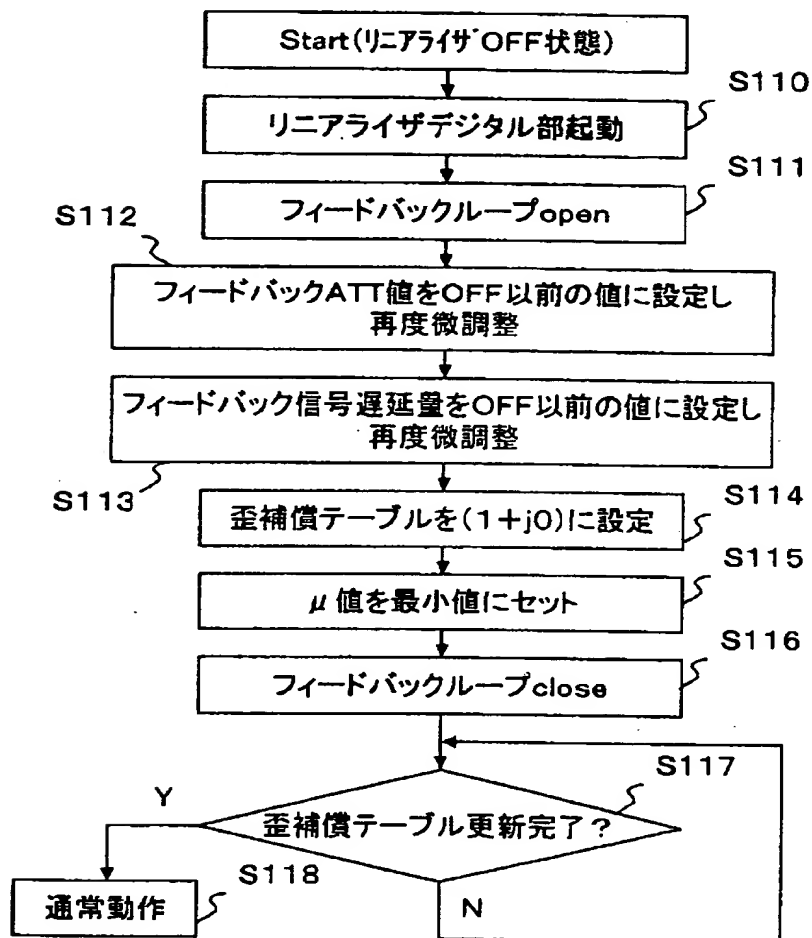 Start(リニアライザOFF状態)
S110
リニアライザデジタル部起動
S111
フィードバックループopen
S112
フィードバックATT値をOFF以前の値に設定し
再度微調整
フィードバック信号遅延量をOFF以前の値に設定し
再度微調整
S113
S114
歪補償テーブルを(1+j0)に設定
S115
μ値を最小値にセット
S116
フィードバックループclose
S117
Y
歪補償テーブル更新完了?
S118
通常動作
N